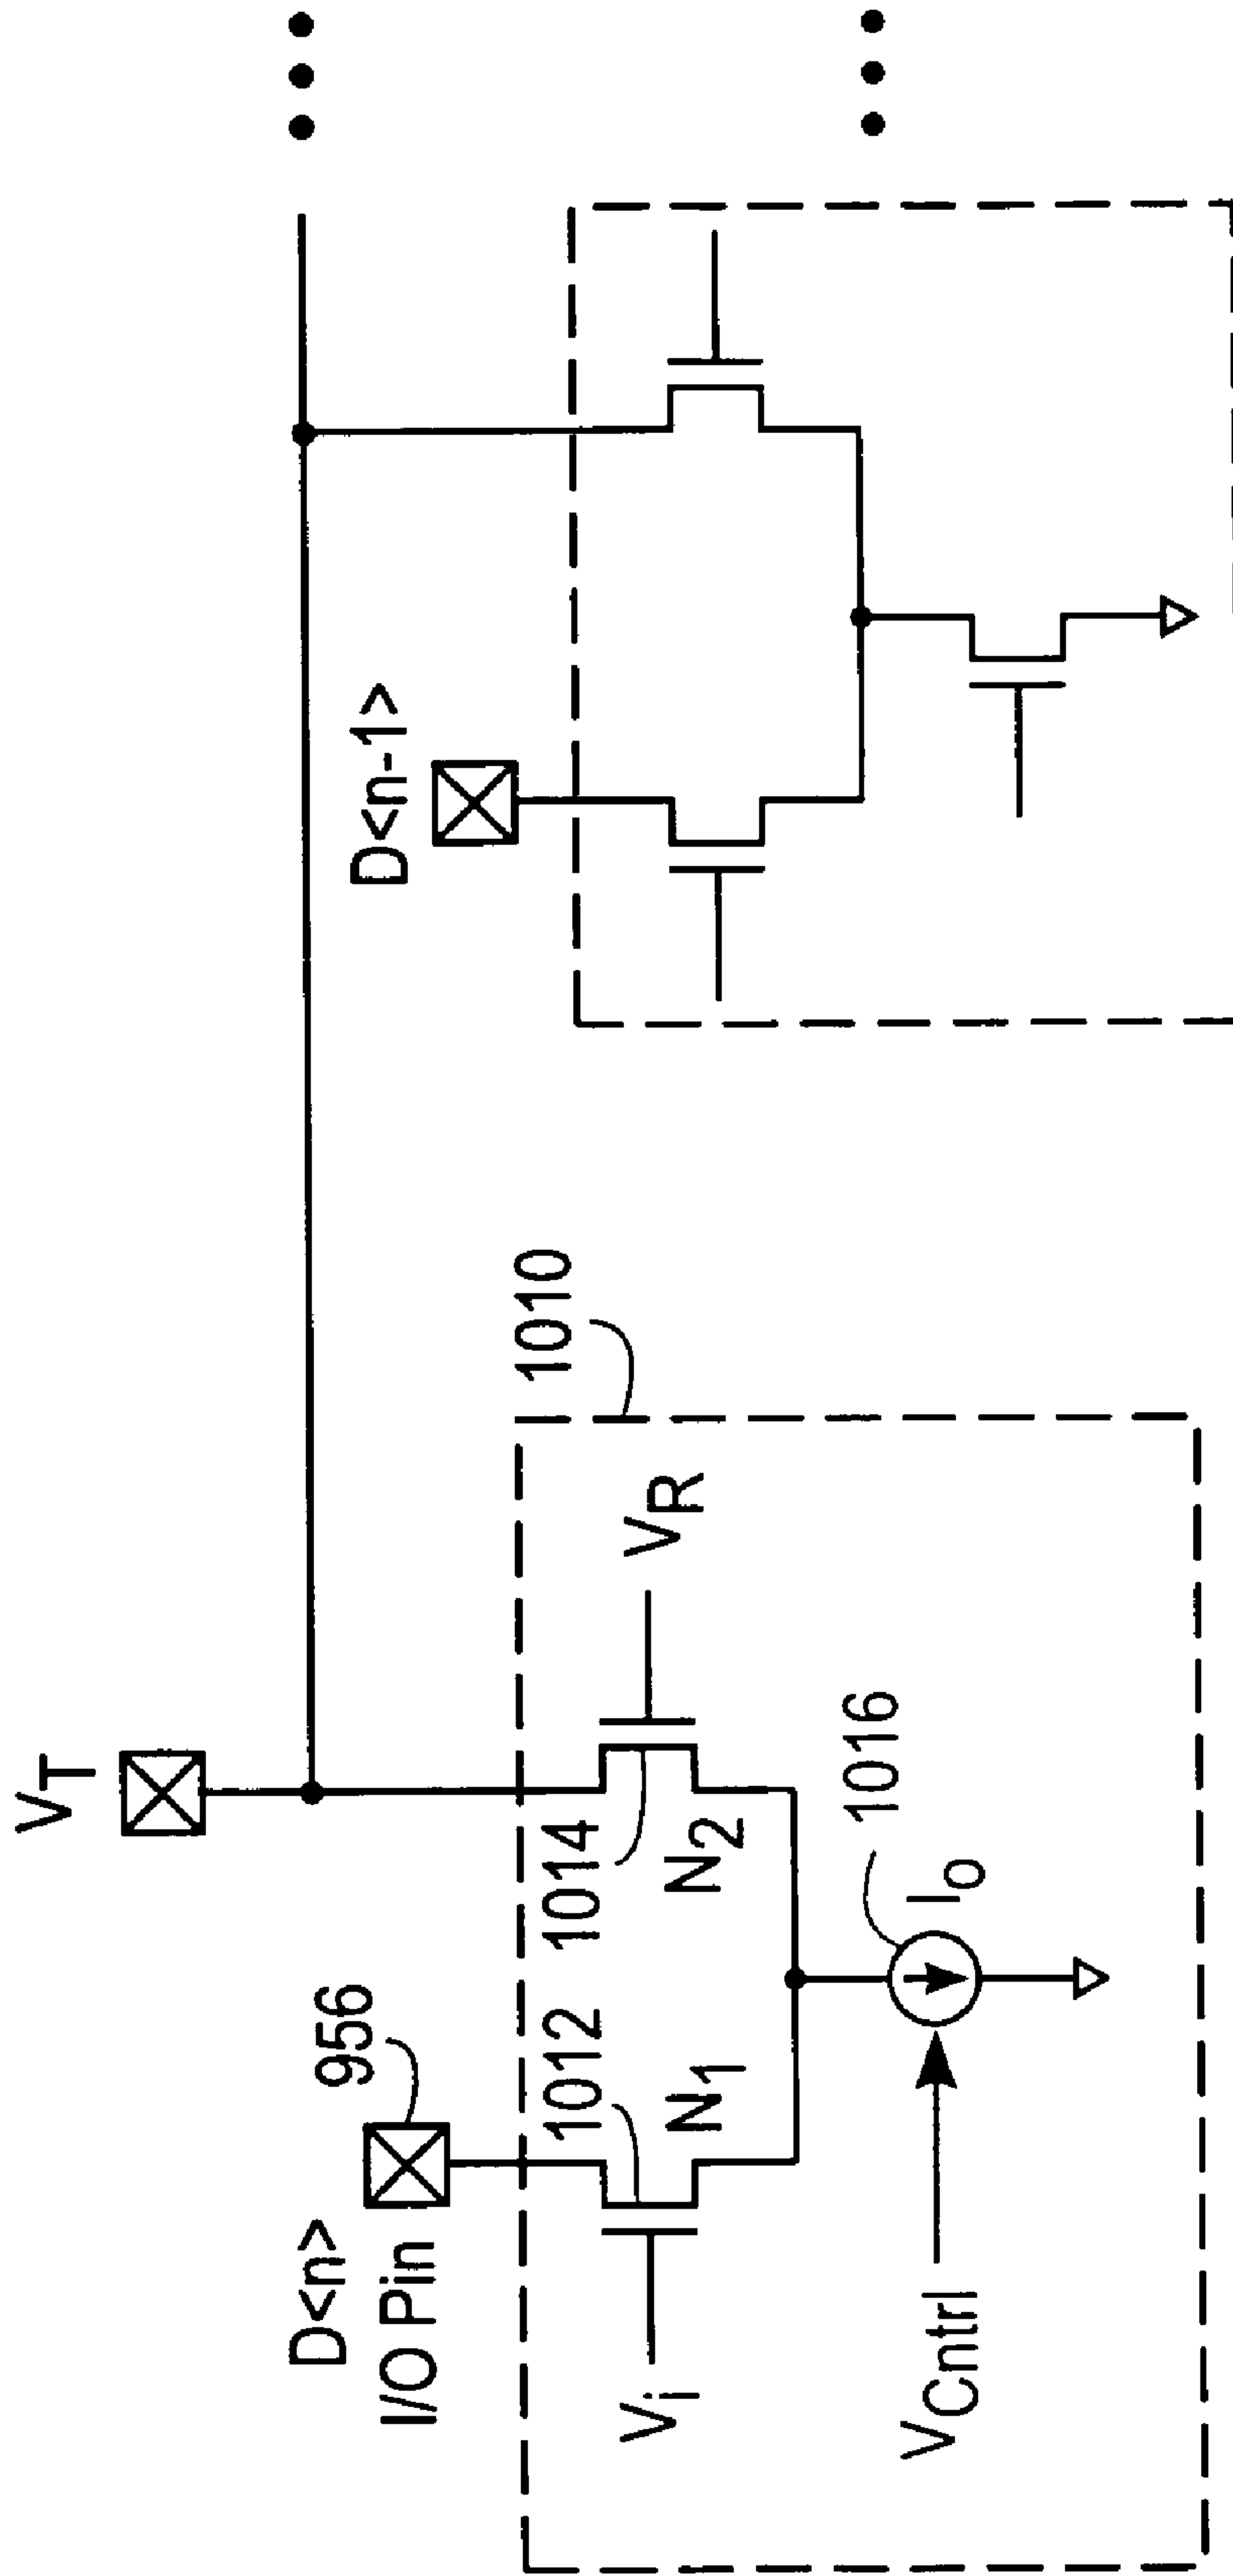 V_T
D<n>
I/O Pin
956
D<n-1>
1010
1012
1014
N_1
N_2
V_i
V_R
1016
I_o
V_Cntrl